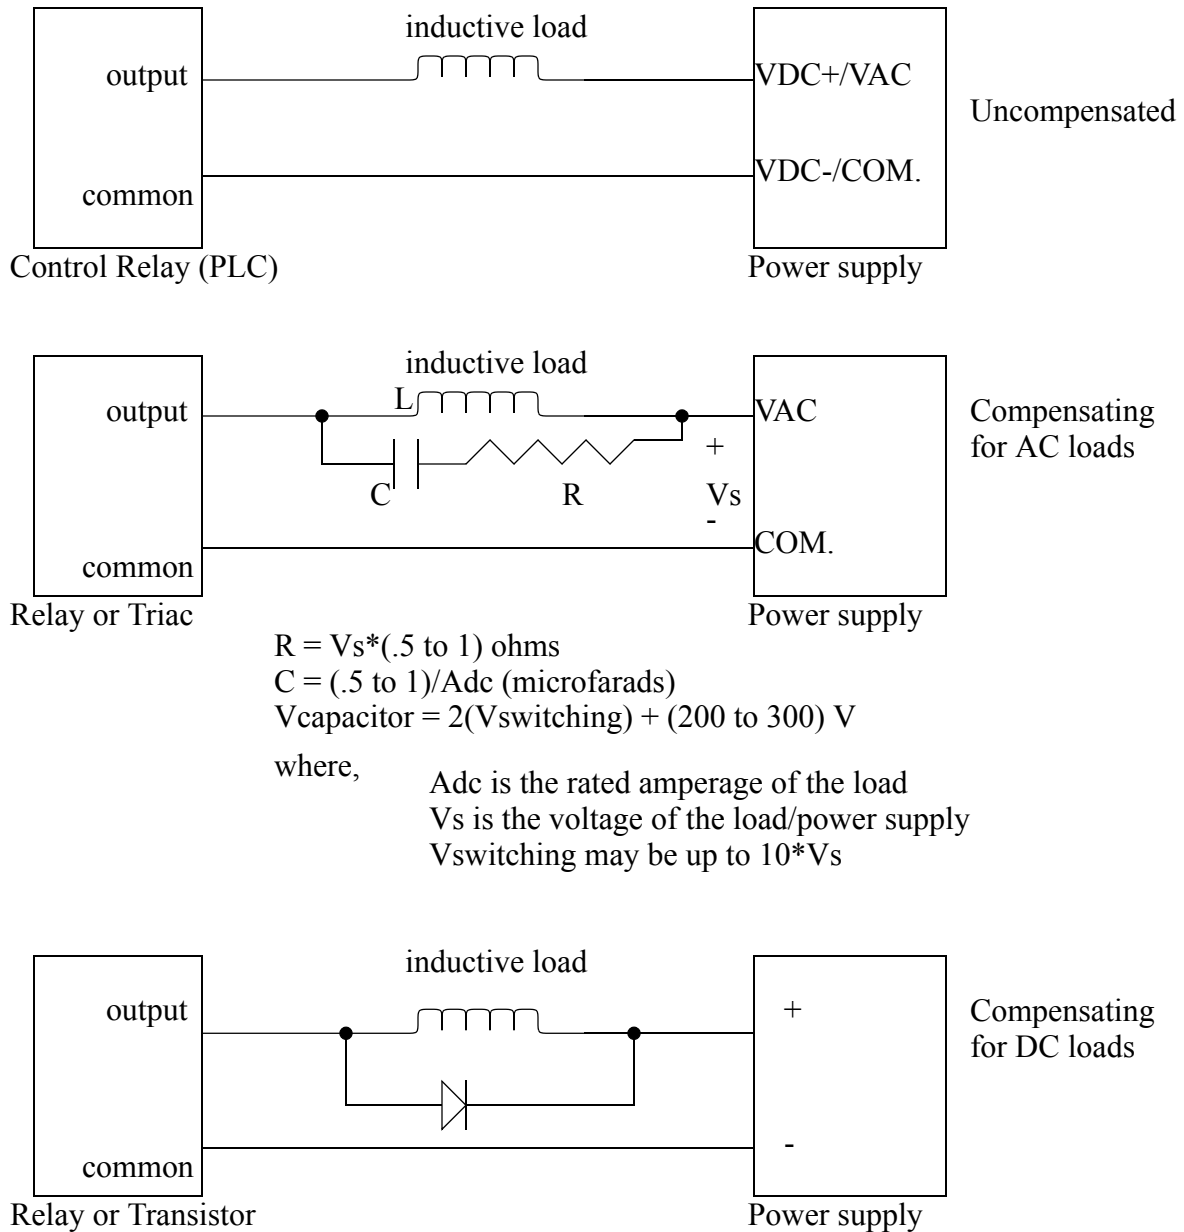 inductive load
output
VDC+/VAC
Uncompensated
VDC-/COM.
common
Control Relay (PLC)
Power supply
inductive load
L
output
VAC
Compensating
for AC loads
+
C
R
Vs
-
COM.
common
Relay or Triac
Power supply
R = Vs*(.5 to 1) ohms
C = (.5 to 1)/Adc (microfarads)
Vcapacitor = 2(Vswitching) + (200 to 300) V
where,
Adc is the rated amperage of the load
Vs is the voltage of the load/power supply
Vswitching may be up to 10*Vs
inductive load
output
+
Compensating
for DC loads
-
common
Relay or Transistor
Power supply